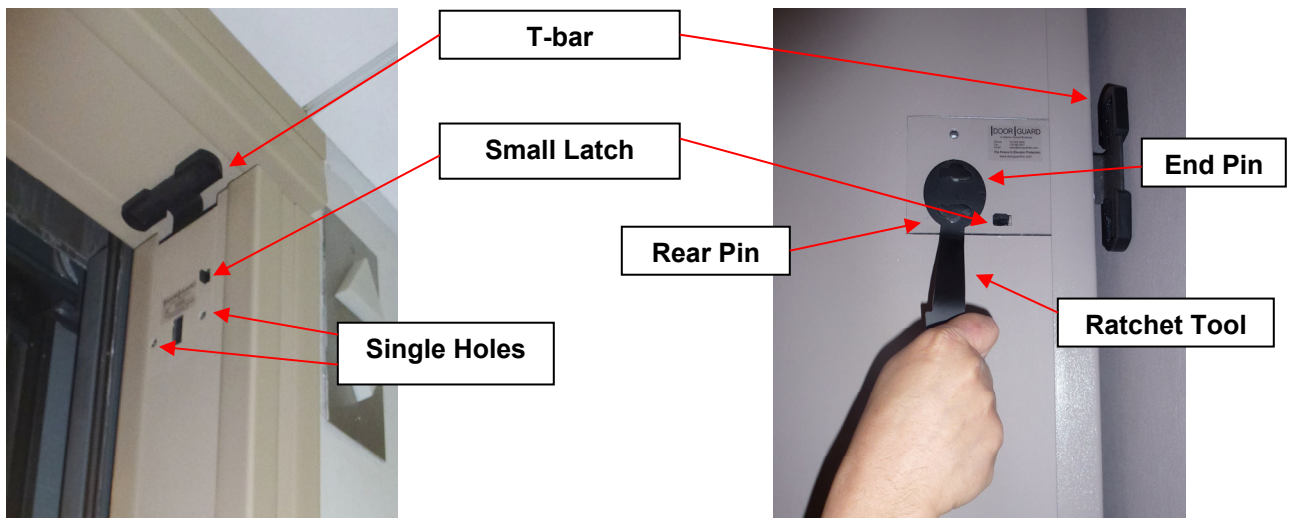 T-bar
Small Latch
End Pin
Rear Pin
Ratchet Tool
Single Holes
DOOR GUARD